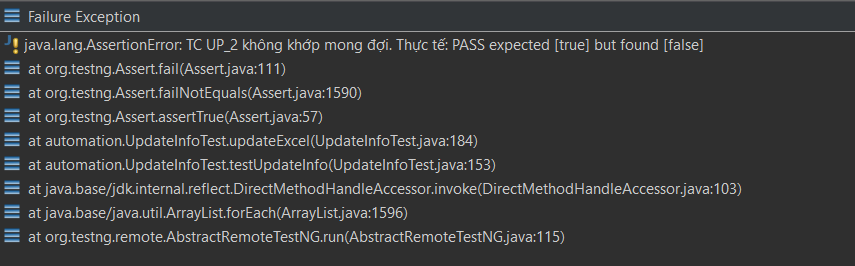 Failure Exception
java.lang.AssertionError: TC UP_2 không khớp mong đợi. Thực tế: PASS expected [true] but found [false]
at org.testng.Assert.fail(Assert.java:111)
at org.testng.Assert.failNotEquals(Assert.java:1590)
at org.testng.Assert.assertTrue(Assert.java:57)
at automation.UpdateInfoTest.updateExcel(UpdateInfoTest.java:184)
at automation.UpdateInfoTest.testUpdateInfo(UpdateInfoTest.java:153)
at java.base/jdk.internal.reflect.DirectMethodHandleAccessor.invoke(DirectMethodHandleAccessor.java:103)
at java.base/java.util.ArrayList.forEach(ArrayList.java:1596)
at org.testng.remote.AbstractRemoteTestNG.run(AbstractRemoteTestNG.java:115)